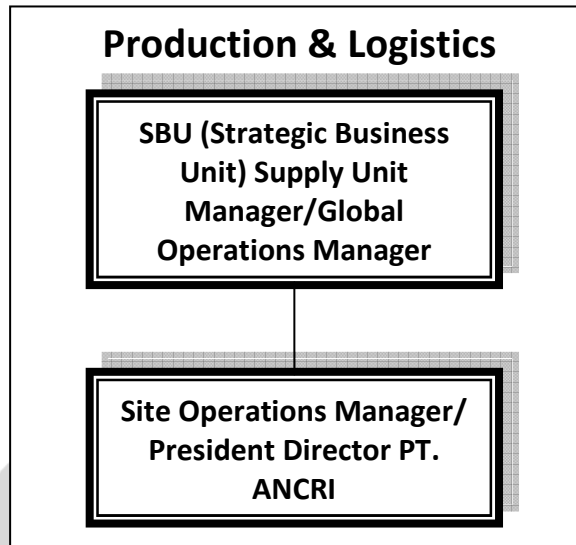 Production & Logistics
SBU (Strategic Business
Unit) Supply Unit
Manager/Global
Operations Manager
Site Operations Manager/
President Director PT.
ANCRI